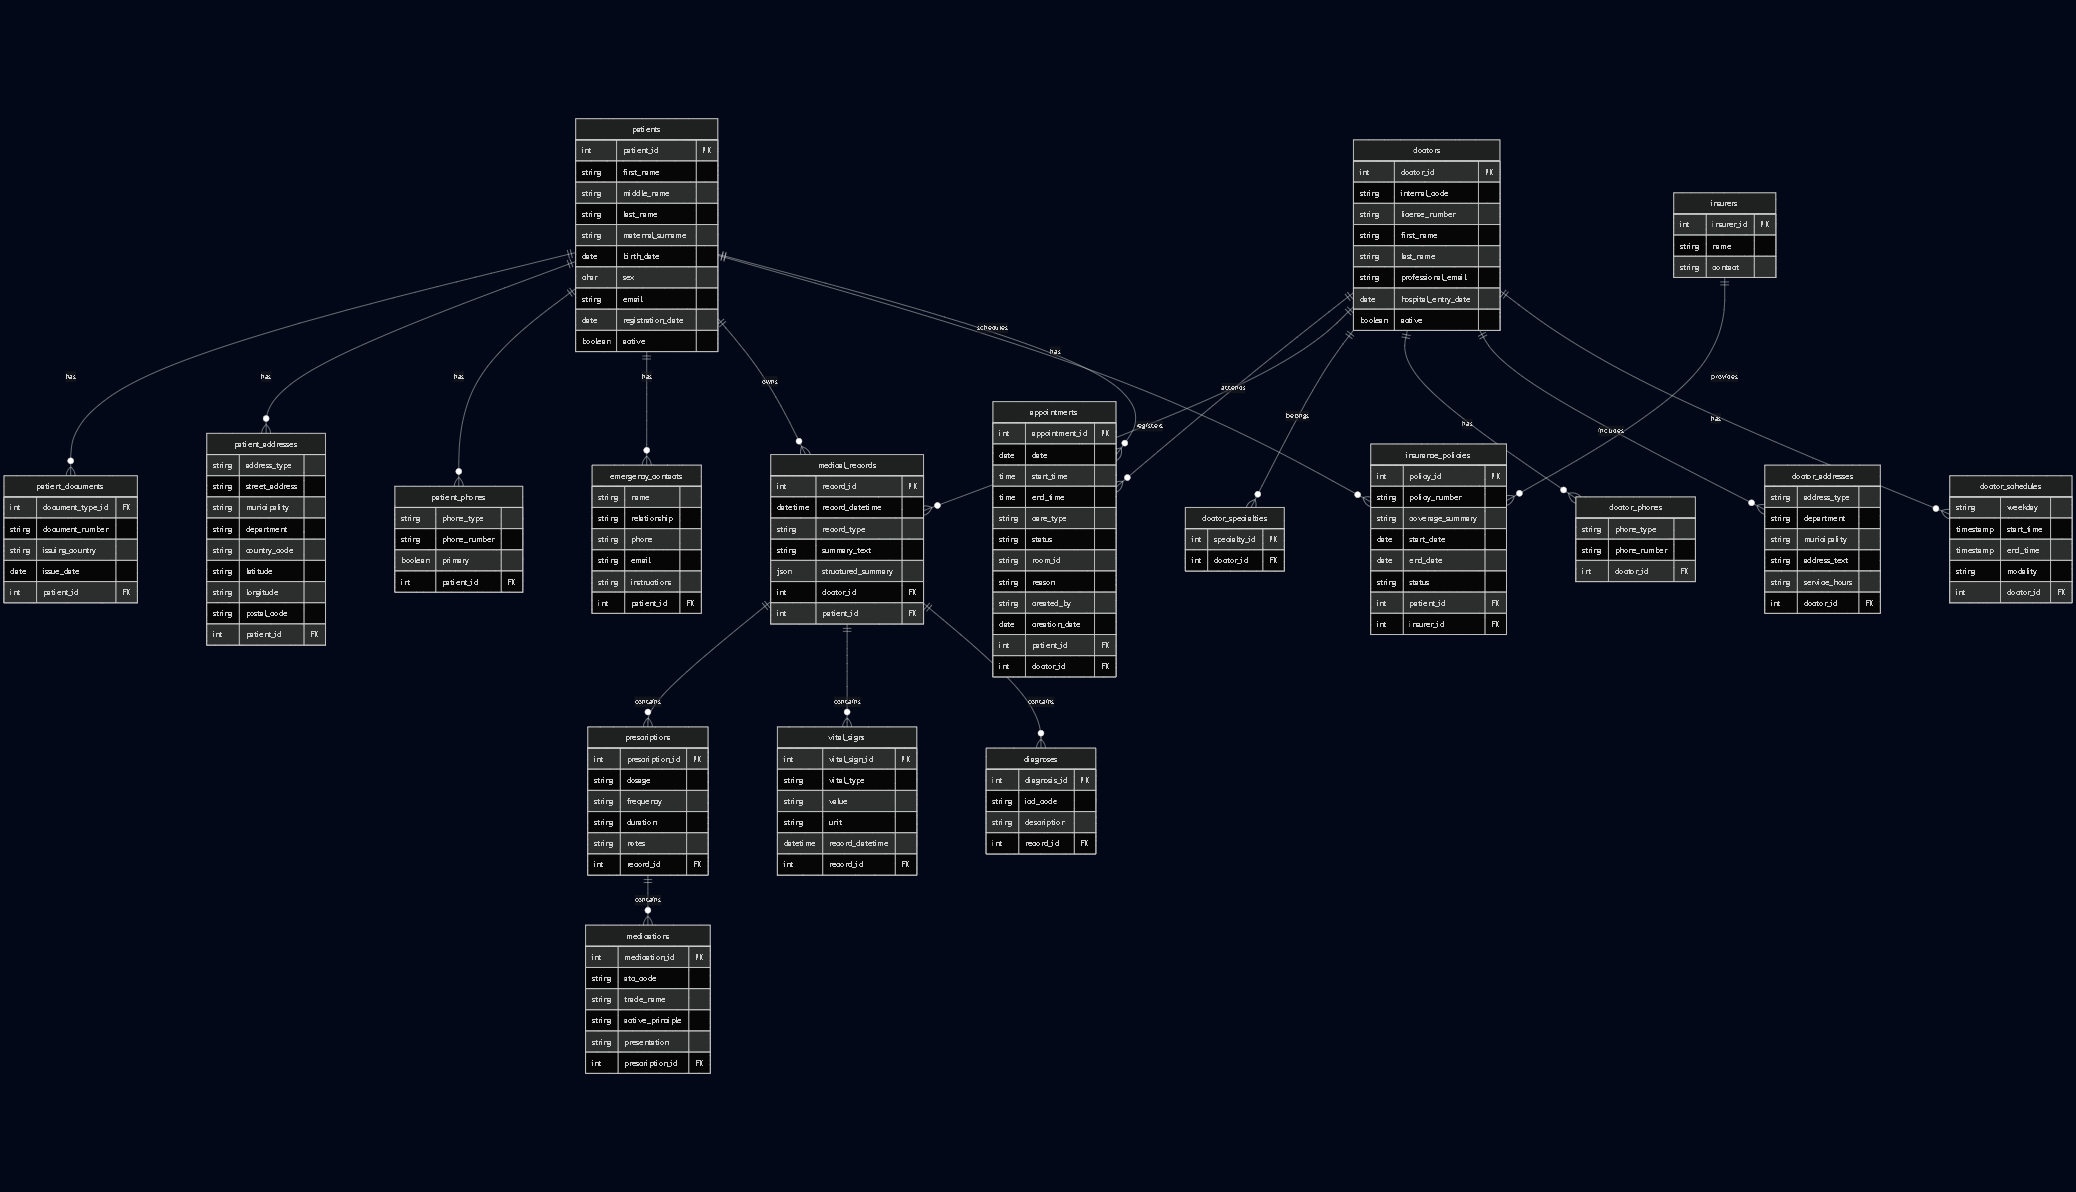 patients
int patient_id PK
string first_name
string middle_name
string last_name
string maternal_surname
date birth_date
char sex
string email
date registration_date
boolean active
doctors
int doctor_id PK
string internal_code
string license_number
string first_name
string last_name
string professional_email
date hospital_entry_date
boolean active
insurers
int insurer_id PK
string name
string contact
schedules
has
has
has
has
has
owns
attends
registers
belongs
has
includes
has
provides
patient_documents
int document_type_id FK
string document_number
string issuing_country
date issue_date
int patient_id FK
patient_addresses
string address_type
string street_address
string municipality
string department
string country_code
string latitude
string longitude
string postal_code
int patient_id FK
patient_phones
string phone_type
string phone_number
boolean primary
int patient_id FK
emergency_contacts
string name
string relationship
string phone
string email
string instructions
int patient_id FK
medical_records
int record_id PK
datetime record_datetime
string record_type
string summary_text
json structured_summary
int doctor_id FK
int patient_id FK
appointments
int appointment_id PK
date date
time start_time
time end_time
string care_type
string status
string room_id
string reason
string created_by
date creation_date
int patient_id FK
int doctor_id FK
doctor_specialties
int specialty_id PK
int doctor_id FK
insurance_policies
int policy_id PK
string policy_number
string coverage_summary
date start_date
date end_date
string status
int patient_id FK
int insurer_id FK
doctor_phones
string phone_type
string phone_number
int doctor_id FK
doctor_addresses
string address_type
string department
string municipality
string address_text
string service_hours
int doctor_id FK
doctor_schedules
string weekday
timestamp start_time
timestamp end_time
string modality
int doctor_id FK
contains
contains
contains
prescriptions
int prescription_id PK
string dosage
string frequency
string duration
string notes
int record_id FK
vital_signs
int vital_sign_id PK
string vital_type
string value
string unit
datetime record_datetime
int record_id FK
diagnoses
int diagnosis_id PK
string icd_code
string description
int record_id FK
contains
medications
int medication_id PK
string atc_code
string trade_name
string active_principle
string presentation
int prescription_id FK